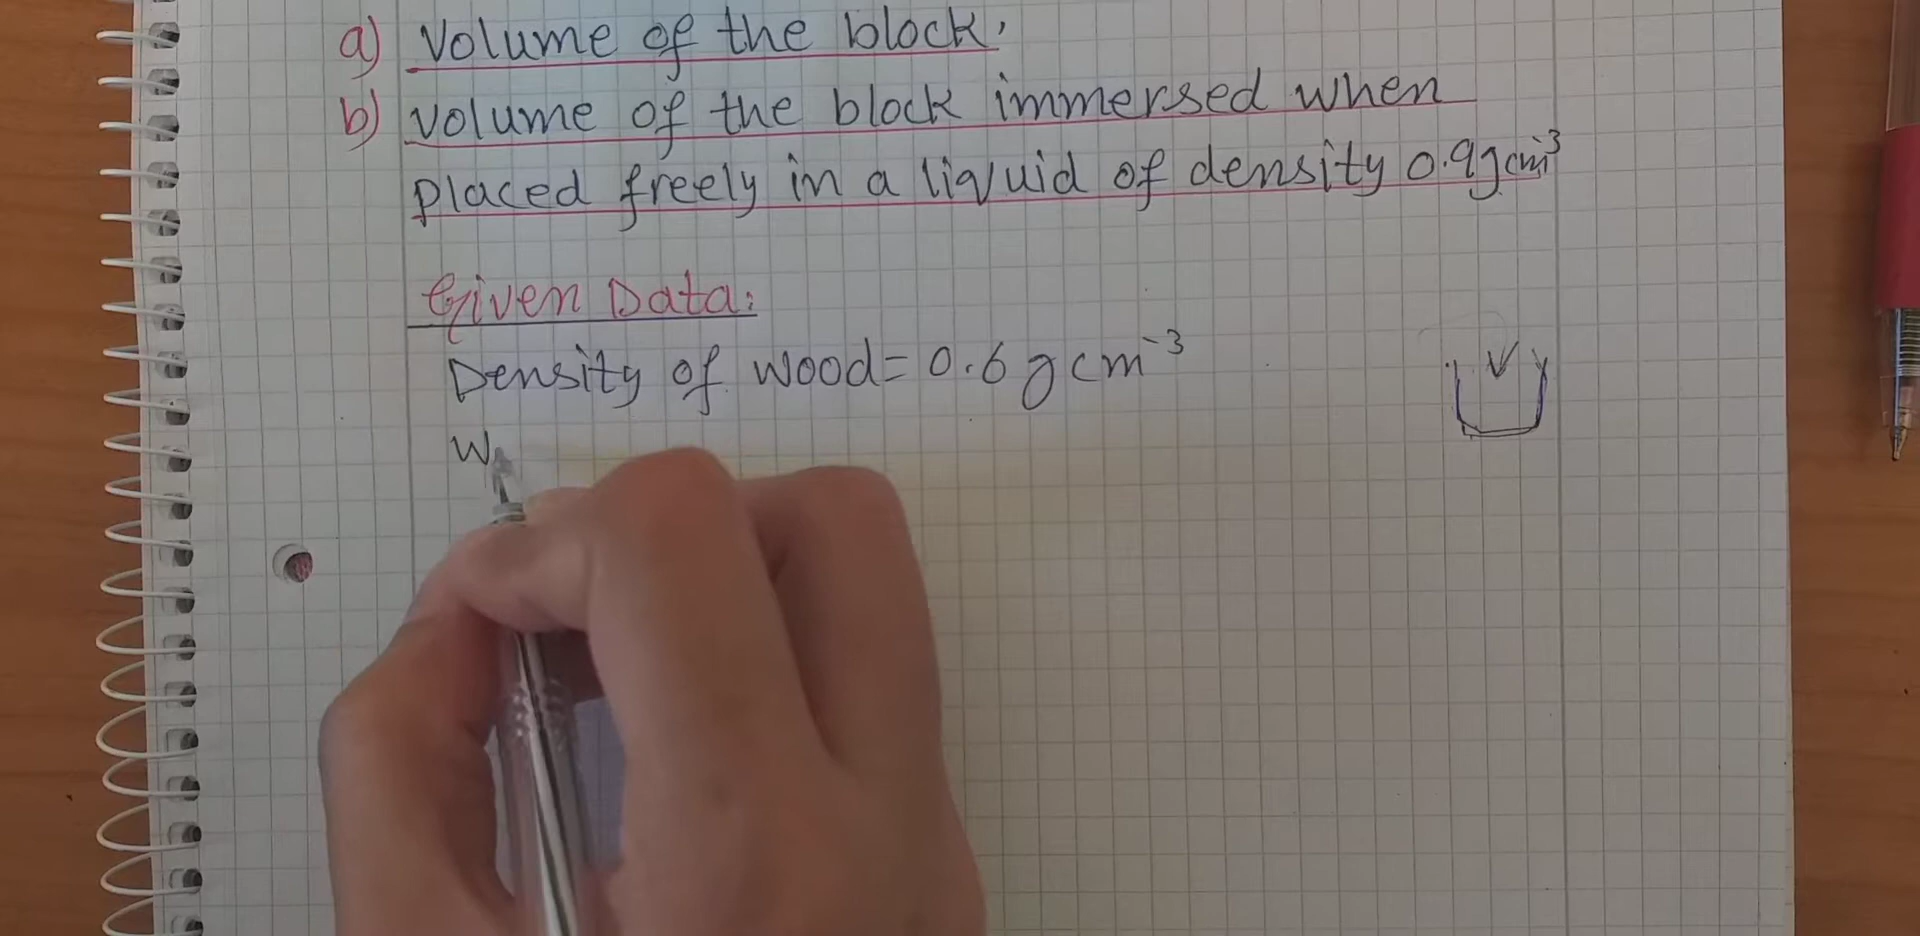 a) Volume of the block,
b) volume of the block immersed when
placed freely in a liquid of density 0.9gcm⁻³
Given Data:
Density of wood = 0.6 g cm⁻³
V
W